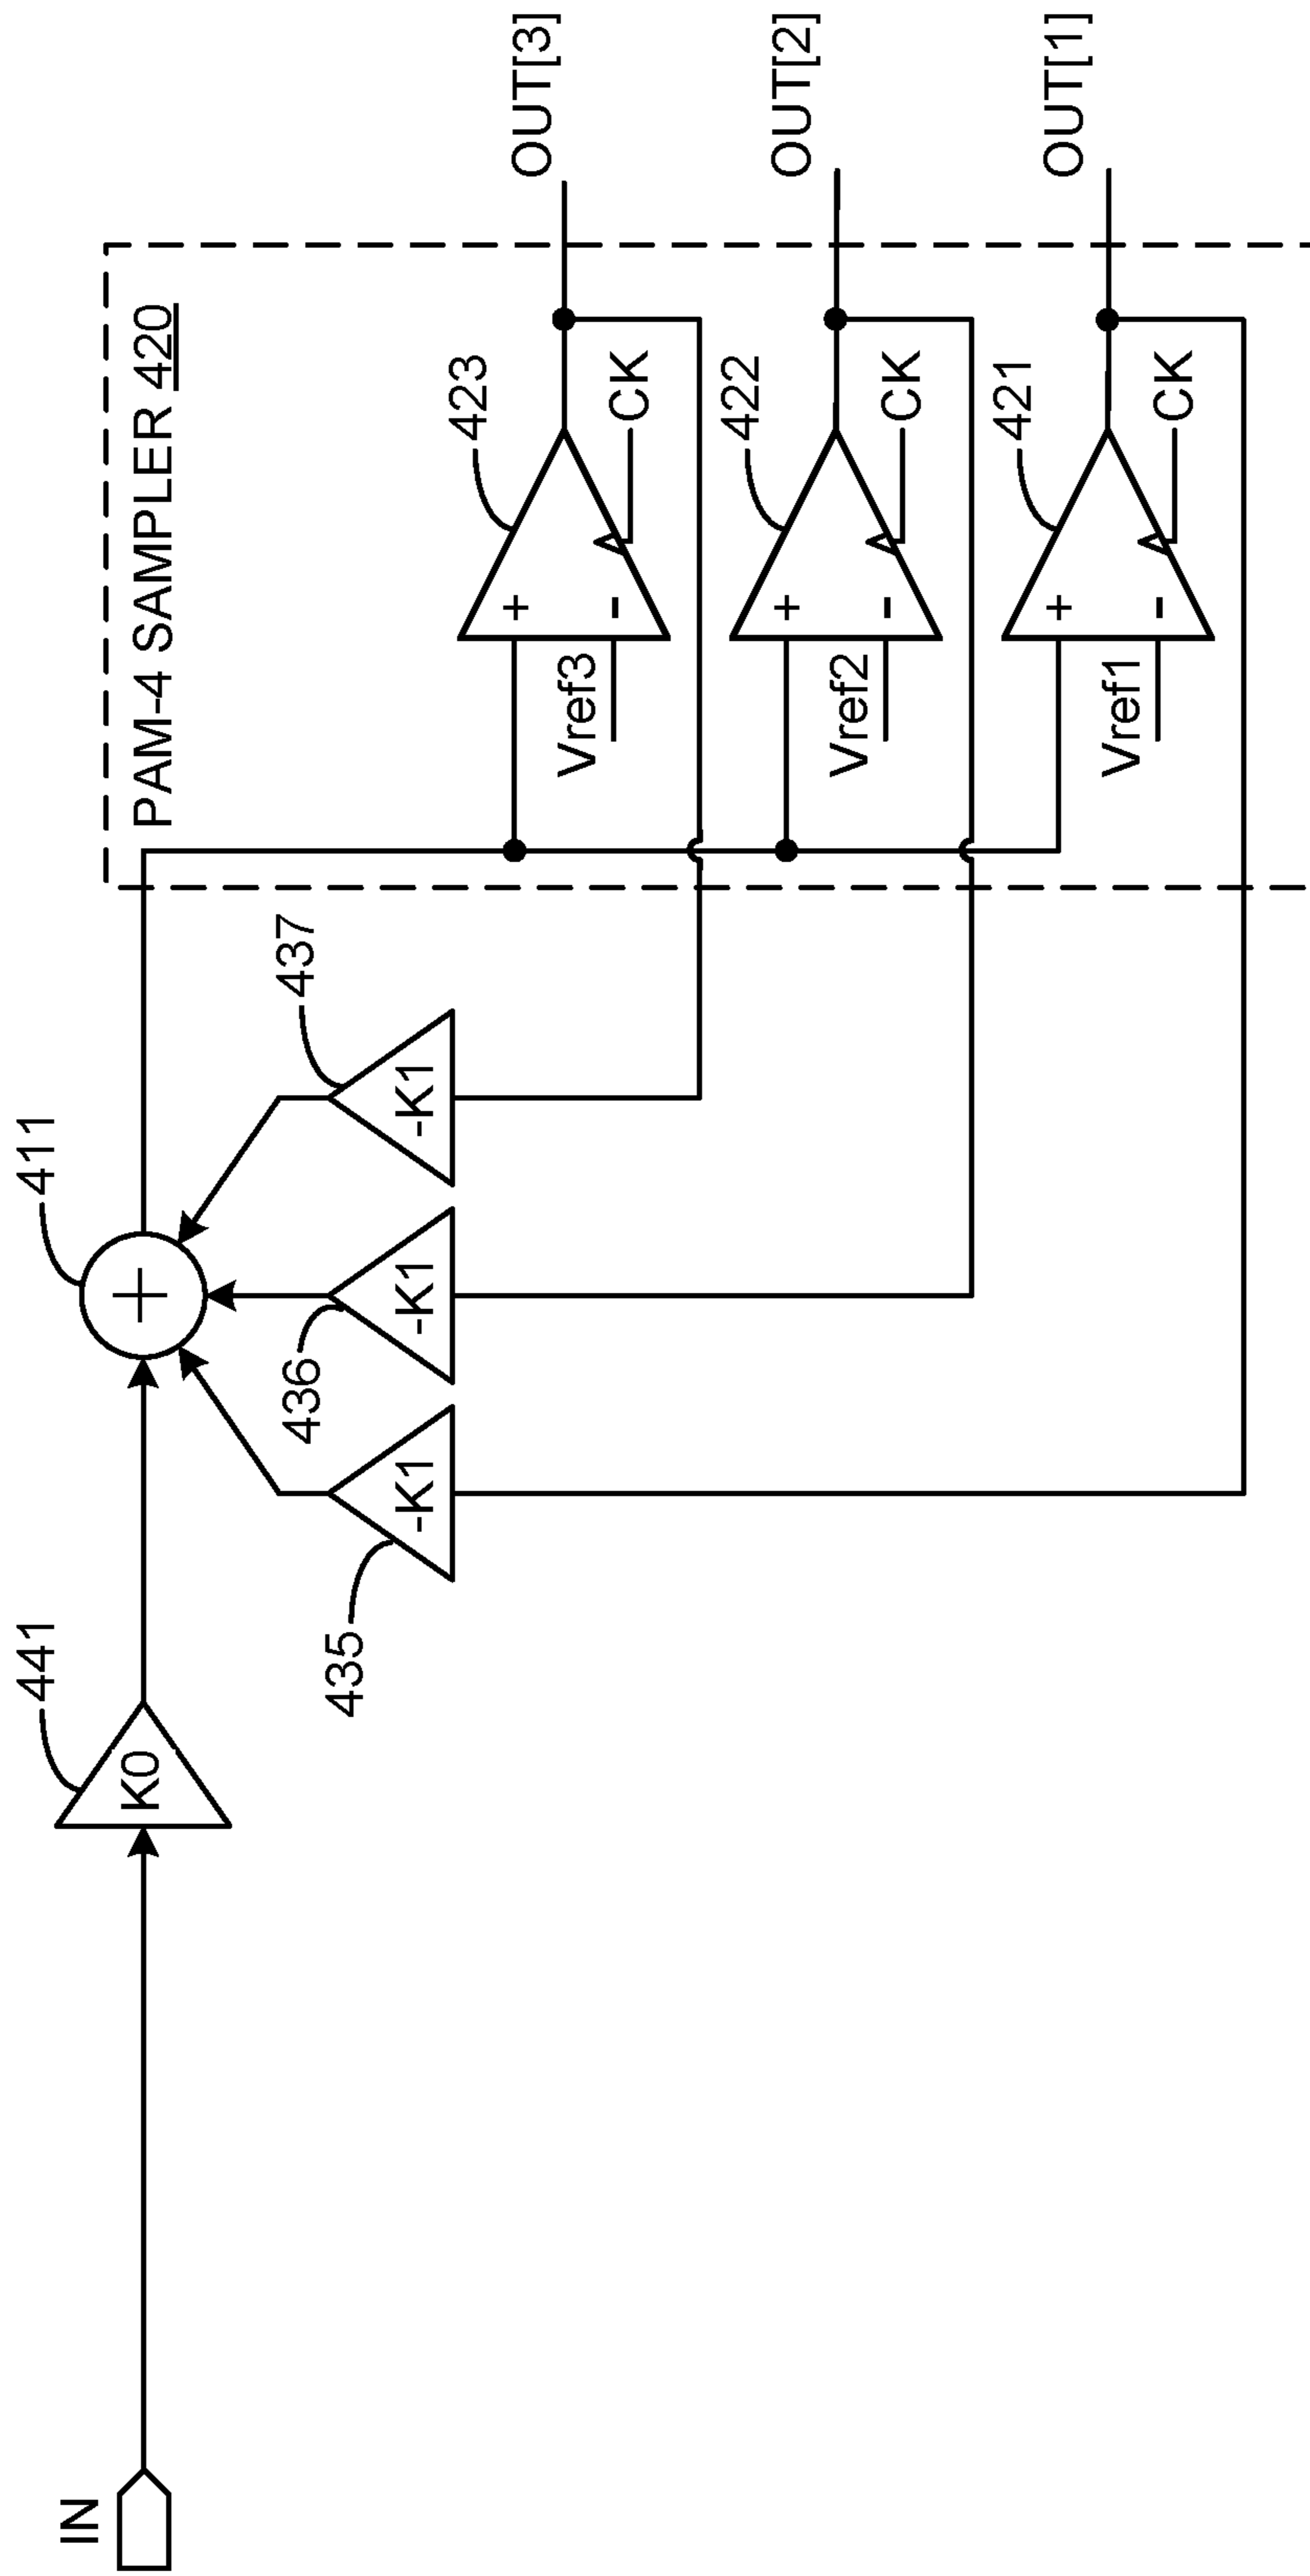 IN
441
K0
411
435
-K1
436
-K1
437
-K1
PAM-4 SAMPLER 420
423
+
-
Vref3
CK
OUT[3]
422
+
-
Vref2
CK
OUT[2]
421
+
-
Vref1
CK
OUT[1]